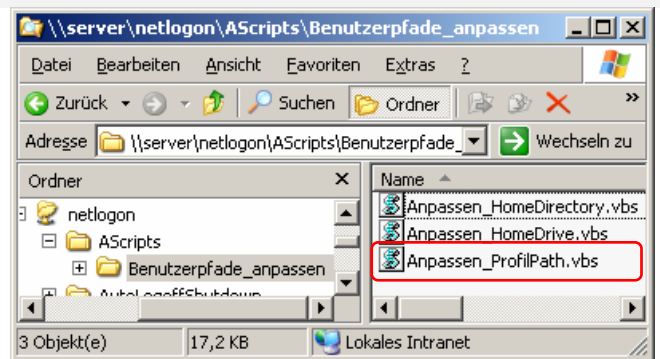 \\server\netlogon\AScripts\Benutzerpfade_anpassen
Datei Bearbeiten Ansicht Favoriten Extras ?
Zurück Suchen Ordner »
Adresse \\server\netlogon\AScripts\Benutzerpfade_ Wechseln zu
Ordner x Name
netlogon
AScripts
Benutzerpfade_anpassen
AutoLogoffShutdown
Anpassen_HomeDirectory.vbs
Anpassen_HomeDrive.vbs
Anpassen_ProfilPath.vbs
3 Objekt(e) 17,2 KB Lokales Intranet